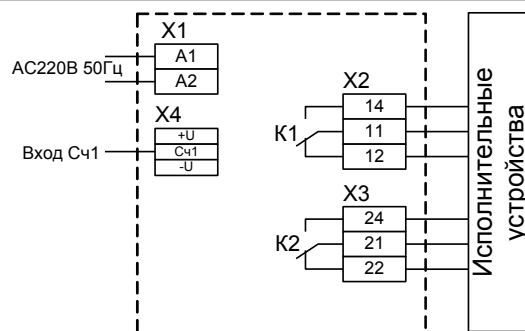 X1
A1
АС220В 50Гц
A2
X4
+U
Вход Сч1
Сч1
-U
X2
14
К1
11
12
X3
24
К2
21
22
Исполнительные
устройства